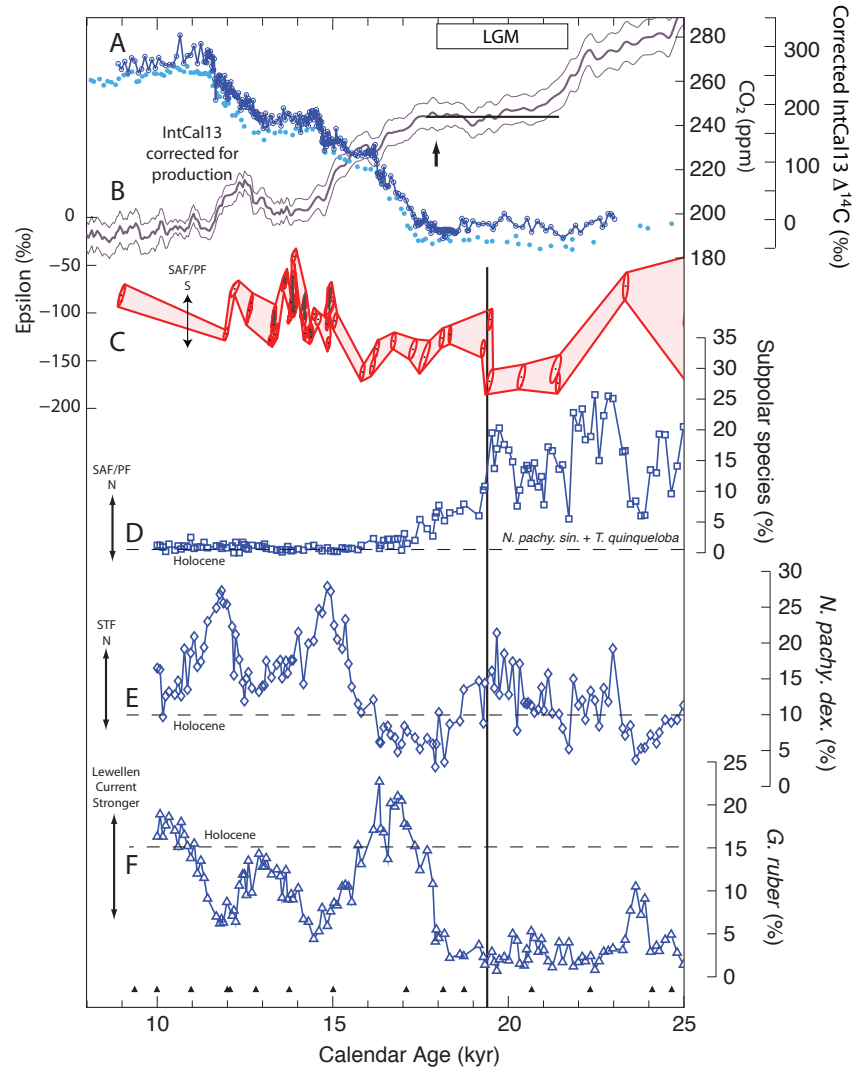 A
LGM
280
260
240
220
200
180
CO2 (ppm)
300
200
100
0
Corrected IntCal13 Δ14C (‰)
IntCal13
corrected for
production
B
0
−50
−100
−150
−200
Epsilon (‰)
SAF/PF
S
C
35
30
25
20
15
10
5
0
Subpolar species (%)
SAF/PF
N
D
Holocene
N. pachy. sin. + T. quinqueloba
30
25
20
15
10
5
0
N. pachy. dex. (%)
STF
N
E
Holocene
Lewellen
Current
Stronger
25
20
15
10
5
0
G. ruber (%)
Holocene
F
10
15
20
25
Calendar Age (kyr)